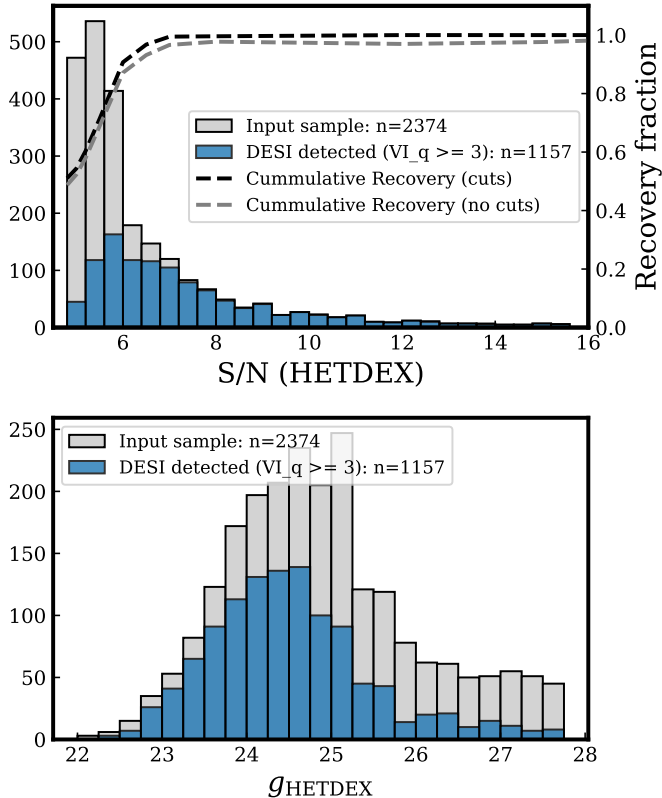 500
400
300
200
100
0
1.0
0.8
0.6
0.4
0.2
0.0
Input sample: n=2374
DESI detected (VI_q >= 3): n=1157
Cummulative Recovery (cuts)
Cummulative Recovery (no cuts)
Recovery fraction
6 8 10 12 14 16
S/N (HETDEX)
250
200
150
100
50
0
Input sample: n=2374
DESI detected (VI_q >= 3): n=1157
22 23 24 25 26 27 28
gHETDEX